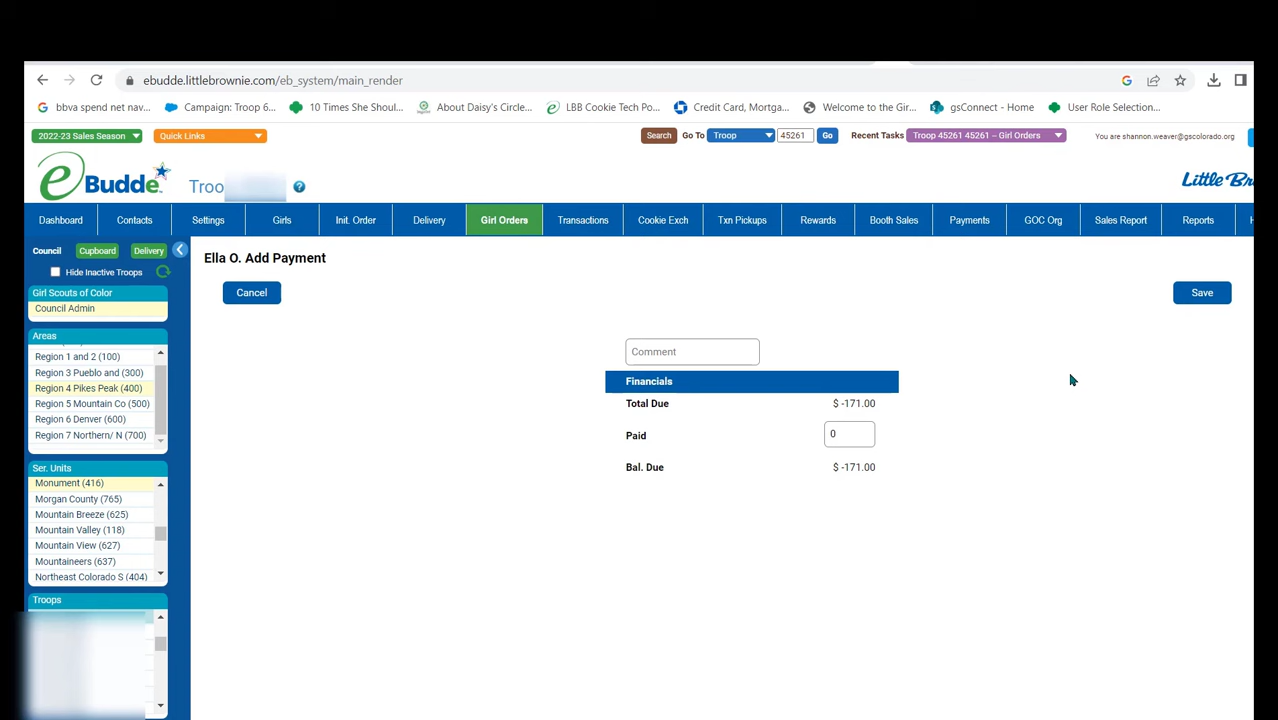 ebudde.littlebrownie.com/eb_system/main_render
bbva spend net nav... Campaign: Troop 6... 10 Times She Shoul... About Daisy's Circle... LBB Cookie Tech Po... Credit Card, Mortga... Welcome to the Gir... gsConnect - Home User Role Selection...
2022-23 Sales Season Quick Links Search Go To Troop 45261 Go Recent Tasks Troop 45261 45261 -- Girl Orders You are shannon.weaver@gscolorado.org
eBudde™ Troo ? Little Br
Dashboard Contacts Settings Girls Init. Order Delivery Girl Orders Transactions Cookie Exch Txn Pickups Rewards Booth Sales Payments GOC Org Sales Report Reports H
Council Cupboard Delivery
Hide Inactive Troops
Girl Scouts of Color
Council Admin
Areas
Region 1 and 2 (100)
Region 3 Pueblo and (300)
Region 4 Pikes Peak (400)
Region 5 Mountain Co (500)
Region 6 Denver (600)
Region 7 Northern/ N (700)
Ser. Units
Monument (416)
Morgan County (765)
Mountain Breeze (625)
Mountain Valley (118)
Mountain View (627)
Mountaineers (637)
Northeast Colorado S (404)
Troops
Ella O. Add Payment
Cancel Save
Comment
Financials
Total Due $ -171.00
Paid 0
Bal. Due $ -171.00